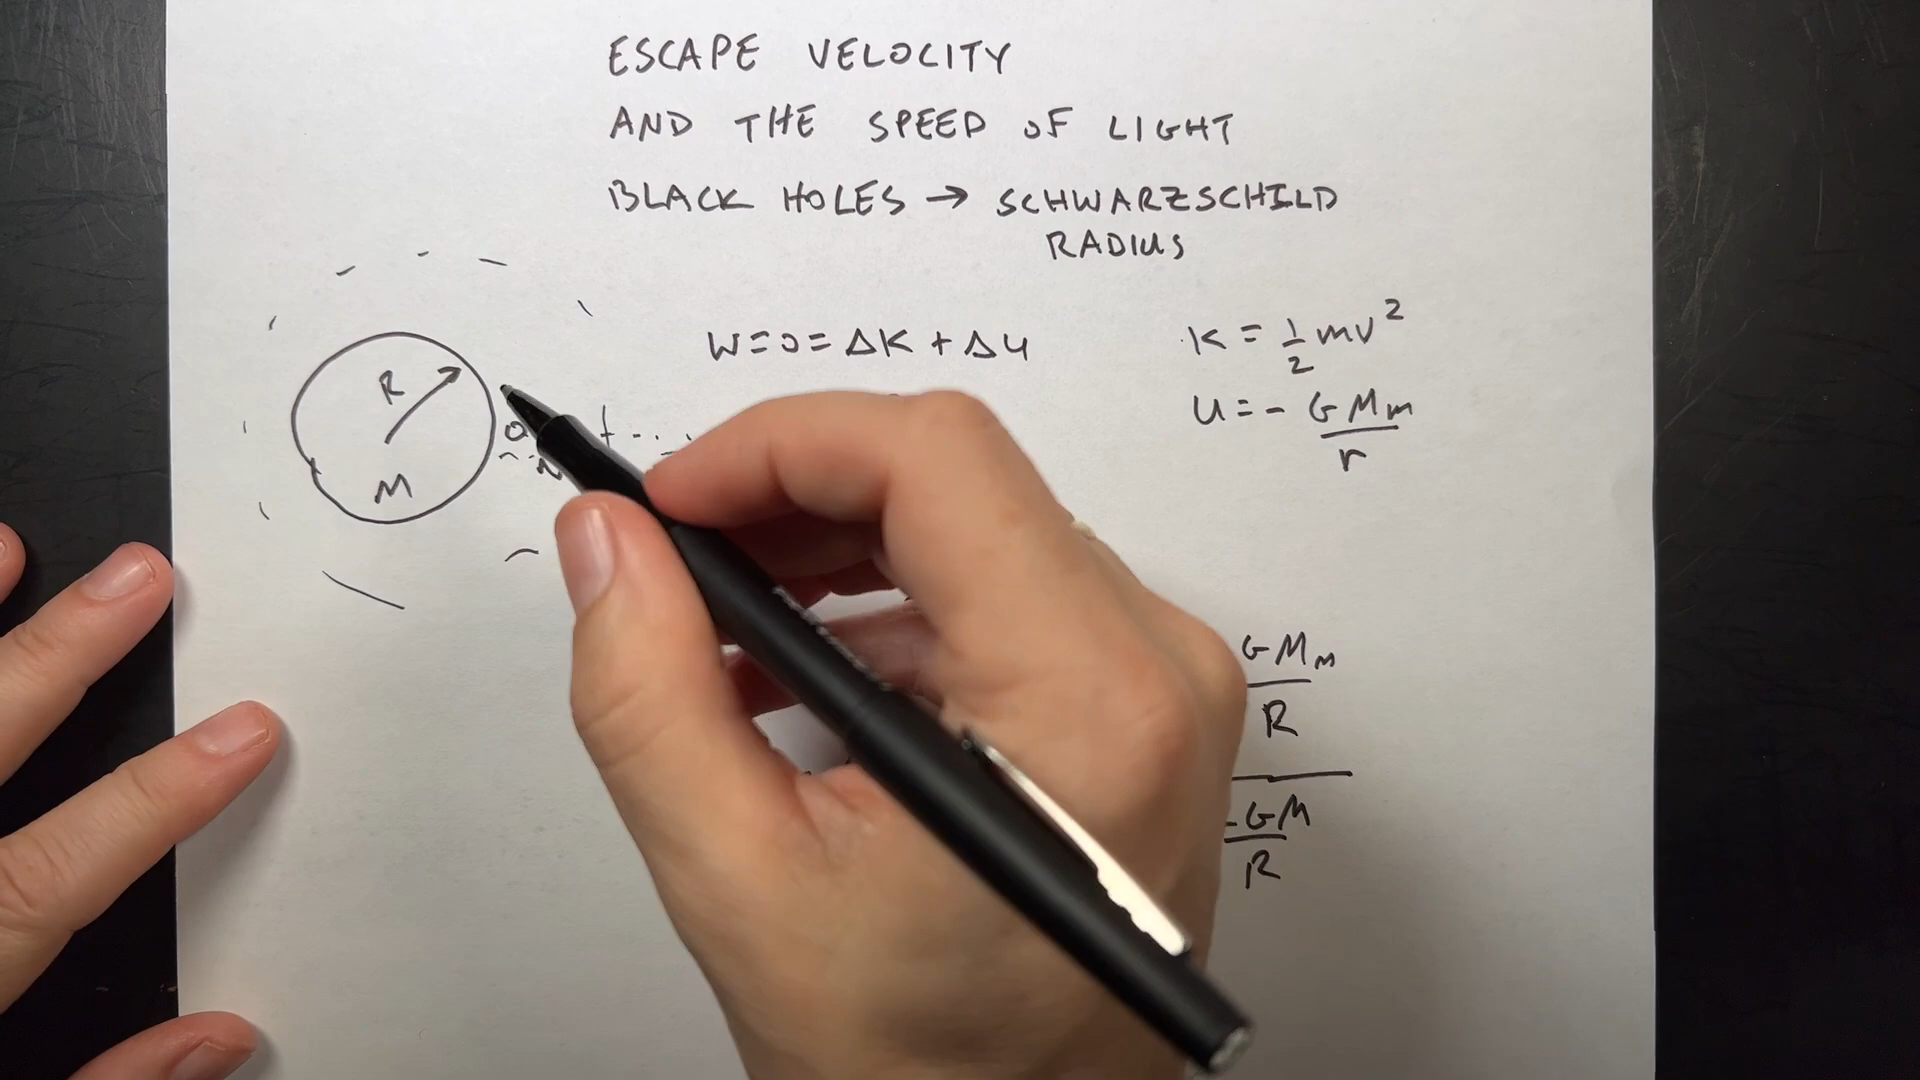 ESCAPE VELOCITY
AND THE SPEED OF LIGHT
BLACK HOLES → SCHWARZSCHILD
RADIUS
W=0=ΔK+ΔU
K = 1/2 mv²
U = - GMm/r
R
M
GMm/R
-GM/R